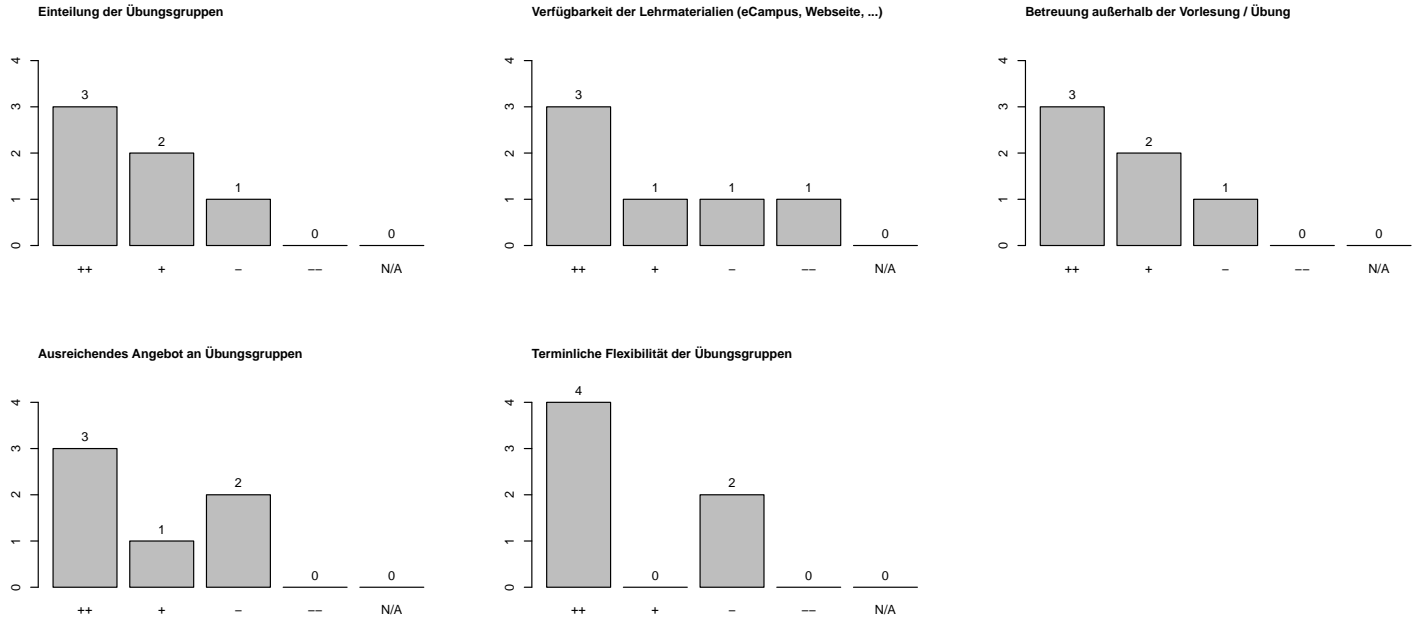 Einteilung der Übungsgruppen
0 1 2 3 4
3 2 1 0 0
++ + − −− N/A
Verfügbarkeit der Lehrmaterialien (eCampus, Webseite, ...)
0 1 2 3 4
3 1 1 1 0
++ + − −− N/A
Betreuung außerhalb der Vorlesung / Übung
0 1 2 3 4
3 2 1 0 0
++ + − −− N/A
Ausreichendes Angebot an Übungsgruppen
0 1 2 3 4
3 1 2 0 0
++ + − −− N/A
Terminliche Flexibilität der Übungsgruppen
0 1 2 3 4
4 0 2 0 0
++ + − −− N/A